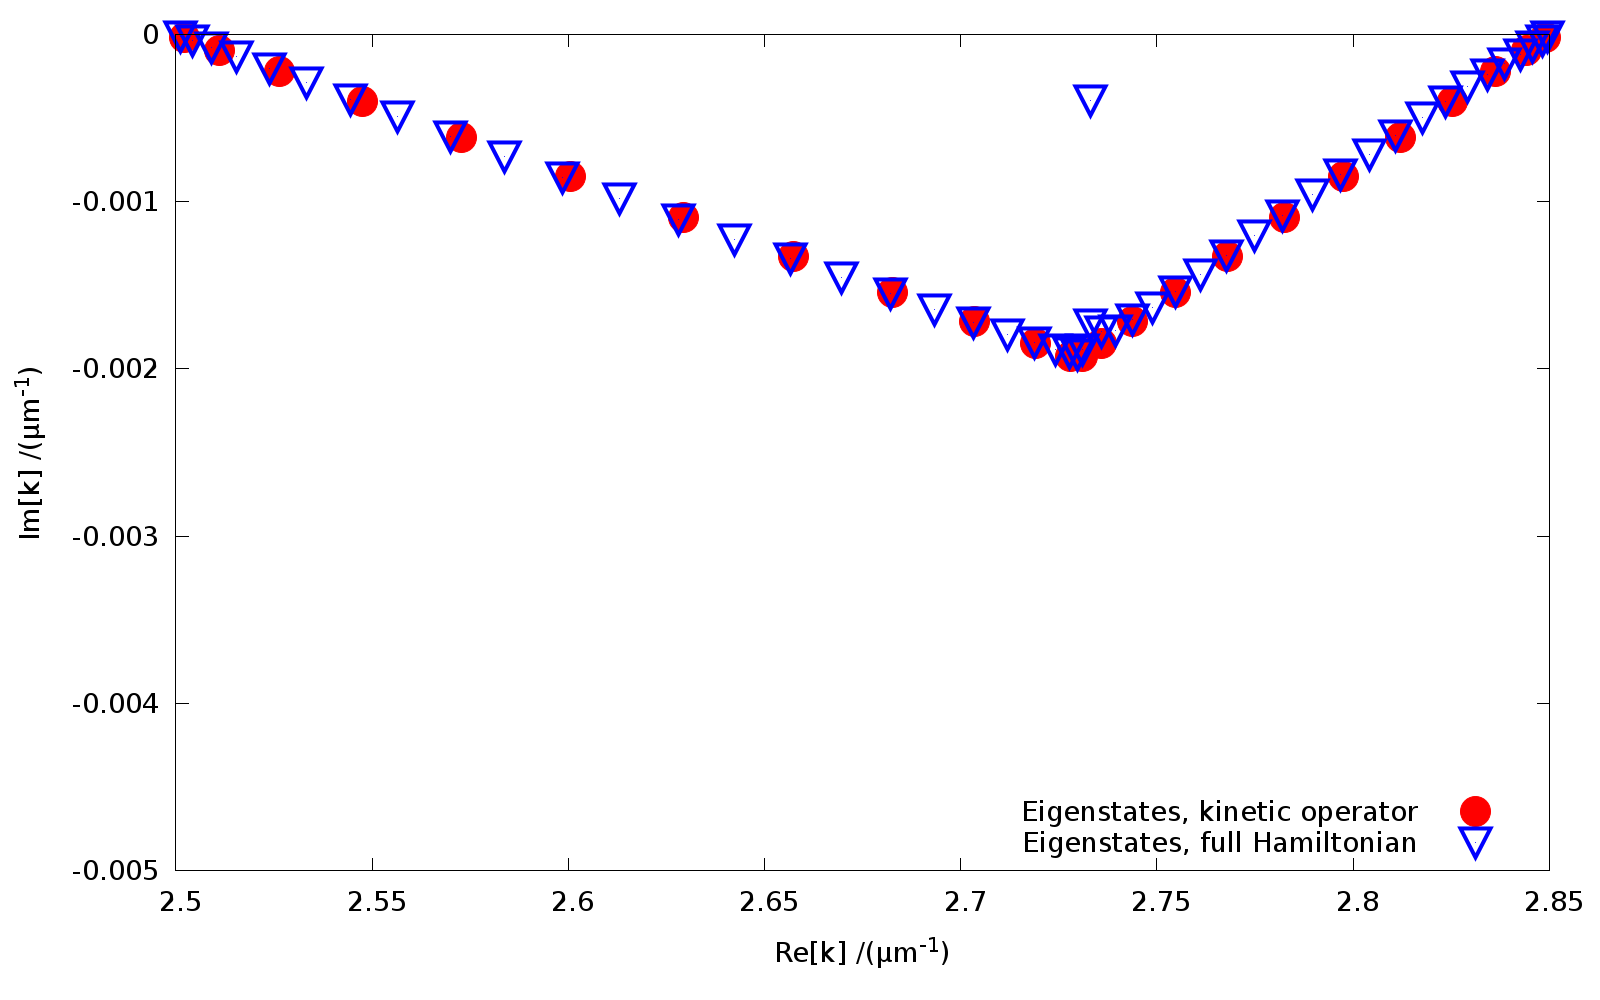 0
-0.001
-0.002
-0.003
-0.004
-0.005
2.5 2.55 2.6 2.65 2.7 2.75 2.8 2.85
Im[k] /(µm⁻¹)
Re[k] /(µm⁻¹)
Eigenstates, kinetic operator
Eigenstates, full Hamiltonian